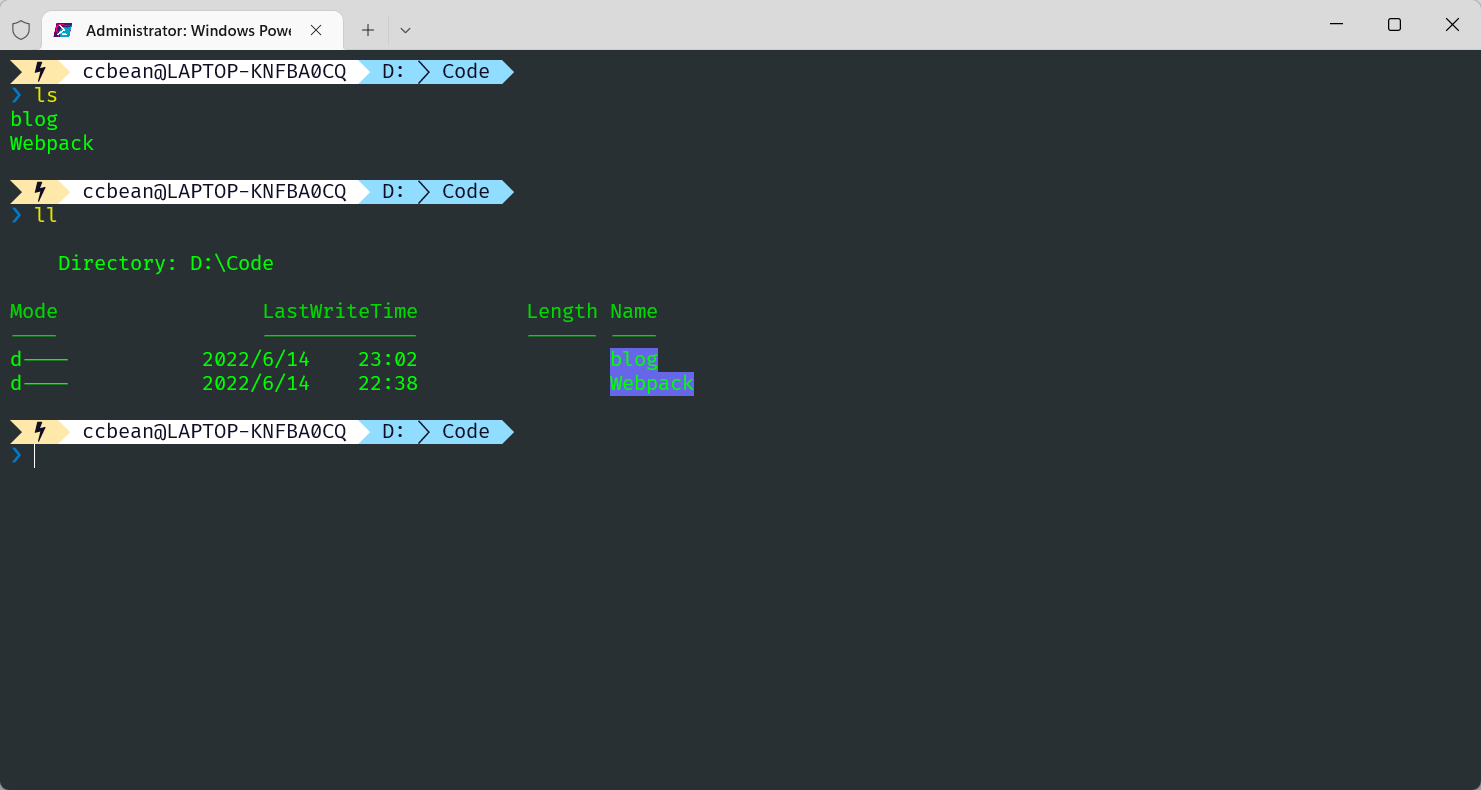 Administrator: Windows Powe
ccbean@LAPTOP-KNFBA0CQ D: Code
❯ ls
blog
Webpack
ccbean@LAPTOP-KNFBA0CQ D: Code
❯ ll
Directory: D:\Code
Mode LastWriteTime Length Name
---- ------------- ------ ----
d---- 2022/6/14 23:02 blog
d---- 2022/6/14 22:38 Webpack
ccbean@LAPTOP-KNFBA0CQ D: Code
❯